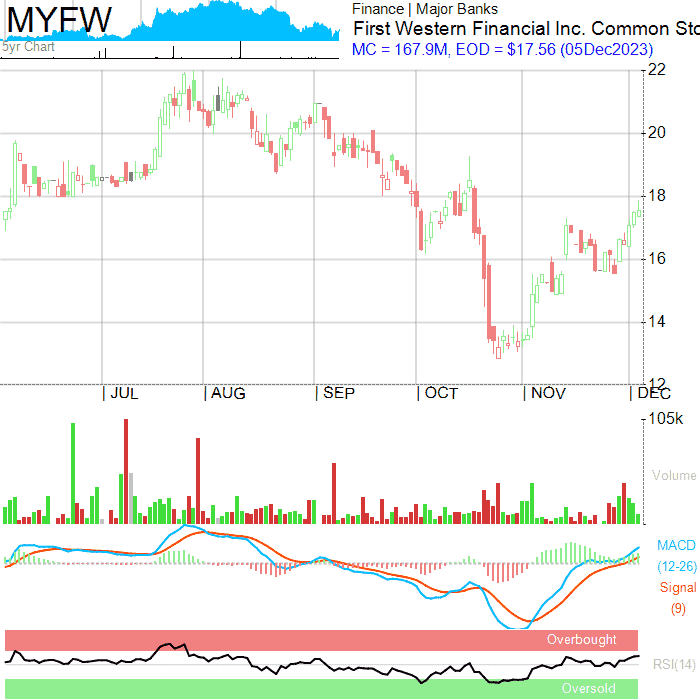 MYFW
5yr Chart
Finance | Major Banks
First Western Financial Inc. Common Sto
MC = 167.9M, EOD = $17.56 (05Dec2023)
22
20
18
16
14
12
| JUL | AUG | SEP | OCT | NOV | DEC
105k
Volume
MACD
(12-26)
Signal
(9)
Overbought
RSI(14)
Oversold